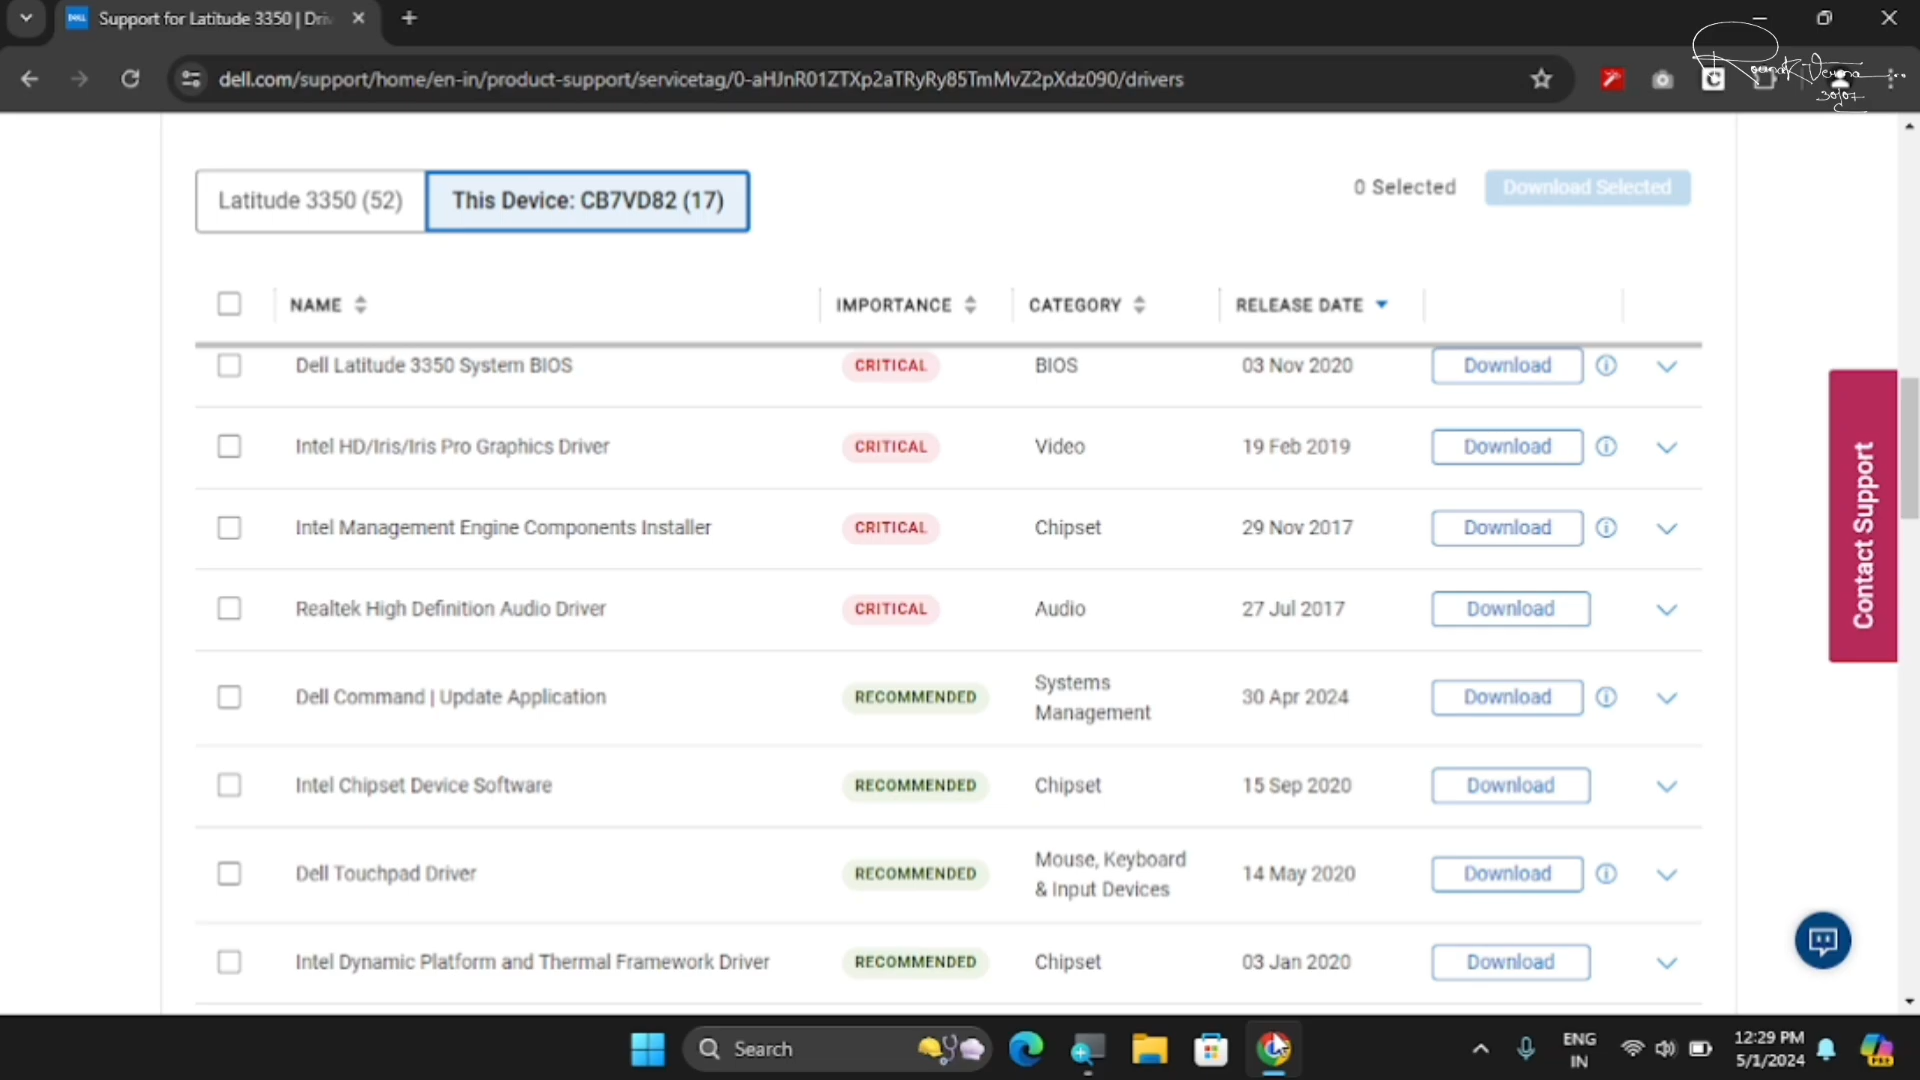 Support for Latitude 3350 | Dri
dell.com/support/home/en-in/product-support/servicetag/0-aHJnR01ZTXp2aTRyRy85TmMvZ2pXdz090/drivers
30/07
Latitude 3350 (52)
This Device: CB7VD82 (17)
0 Selected
Download Selected
NAME
IMPORTANCE
CATEGORY
RELEASE DATE
Dell Latitude 3350 System BIOS
CRITICAL
BIOS
03 Nov 2020
Download
Intel HD/Iris/Iris Pro Graphics Driver
CRITICAL
Video
19 Feb 2019
Download
Intel Management Engine Components Installer
CRITICAL
Chipset
29 Nov 2017
Download
Realtek High Definition Audio Driver
CRITICAL
Audio
27 Jul 2017
Download
Dell Command | Update Application
RECOMMENDED
Systems
Management
30 Apr 2024
Download
Intel Chipset Device Software
RECOMMENDED
Chipset
15 Sep 2020
Download
Dell Touchpad Driver
RECOMMENDED
Mouse, Keyboard
& Input Devices
14 May 2020
Download
Intel Dynamic Platform and Thermal Framework Driver
RECOMMENDED
Chipset
03 Jan 2020
Download
Contact Support
Search
ENG
IN
12:29 PM
5/1/2024